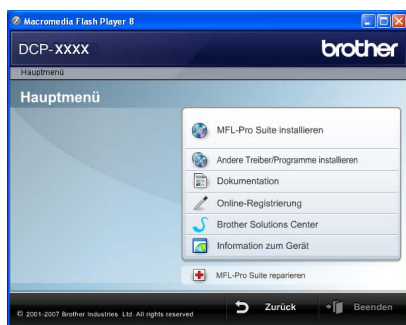 Macromedia Flash Player 8
DCP-XXXX
brother
Hauptmenü
Hauptmenü
MFL-Pro Suite installieren
Andere Treiber/Programme installieren
Dokumentation
Online-Registrierung
Brother Solutions Center
Information zum Gerät
MFL-Pro Suite reparieren
© 2001-2007 Brother Industries Ltd. All rights reserved
Zurück
Beenden